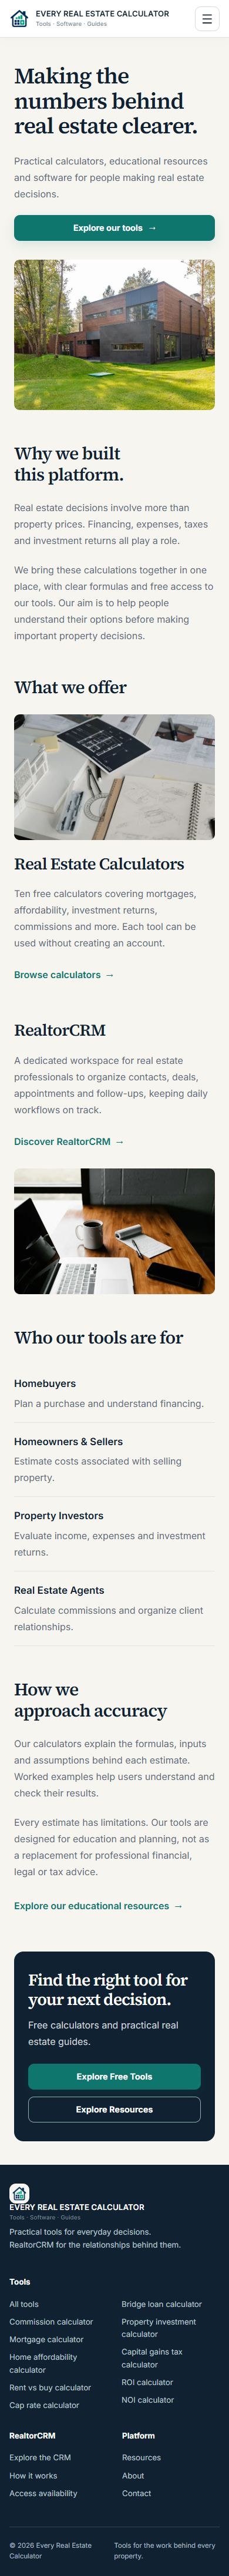 EVERY REAL ESTATE CALCULATOR
Tools · Software · Guides
Making the
numbers behind
real estate clearer.
Practical calculators, educational resources
and software for people making real estate
decisions.
Explore our tools →
Why we built
this platform.
Real estate decisions involve more than
property prices. Financing, expenses, taxes
and investment returns all play a role.
We bring these calculations together in one
place, with clear formulas and free access to
our tools. Our aim is to help people
understand their options before making
important property decisions.
What we offer
Real Estate Calculators
Ten free calculators covering mortgages,
affordability, investment returns,
commissions and more. Each tool can be
used without creating an account.
Browse calculators →
RealtorCRM
A dedicated workspace for real estate
professionals to organize contacts, deals,
appointments and follow-ups, keeping daily
workflows on track.
Discover RealtorCRM →
Who our tools are for
Homebuyers
Plan a purchase and understand financing.
Homeowners & Sellers
Estimate costs associated with selling
property.
Property Investors
Evaluate income, expenses and investment
returns.
Real Estate Agents
Calculate commissions and organize client
relationships.
How we
approach accuracy
Our calculators explain the formulas, inputs
and assumptions behind each estimate.
Worked examples help users understand and
check their results.
Every estimate has limitations. Our tools are
designed for education and planning, not as
a replacement for professional financial,
legal or tax advice.
Explore our educational resources →
Find the right tool for
your next decision.
Free calculators and practical real
estate guides.
Explore Free Tools
Explore Resources
EVERY REAL ESTATE CALCULATOR
Tools · Software · Guides
Practical tools for everyday decisions.
RealtorCRM for the relationships behind them.
Tools
All tools
Commission calculator
Mortgage calculator
Home affordability
calculator
Rent vs buy calculator
Cap rate calculator
Bridge loan calculator
Property investment
calculator
Capital gains tax
calculator
ROI calculator
NOI calculator
RealtorCRM
Explore the CRM
How it works
Access availability
Platform
Resources
About
Contact
© 2026 Every Real Estate
Calculator
Tools for the work behind every
property.